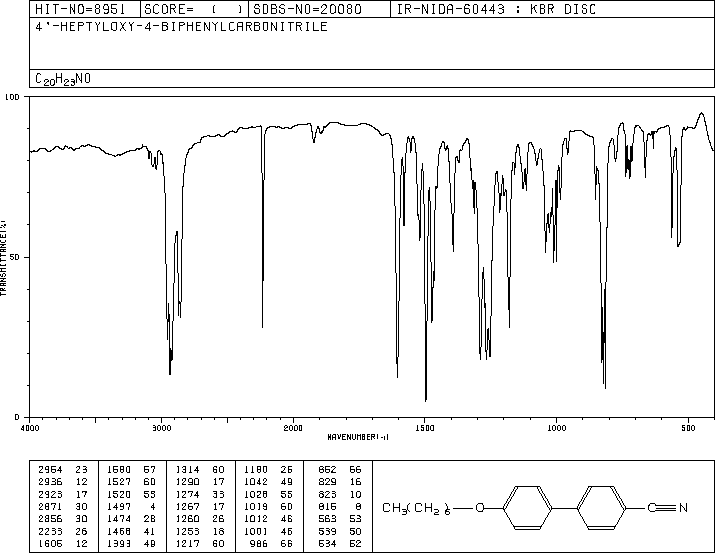 HIT-NO=8951 SCORE= ( ) SDBS-NO=20080 IR-NIDA-60443 : KBR DISC
4'-HEPTYLOXY-4-BIPHENYLCARBONITRILE
C20H23NO
100
50
0
TRANSMITTANCE(%)
4000 3000 2000 1500 1000 500
WAVENUMBER(-1)
2954 23 1580 57 1314 60 1180 26 852 66
2936 12 1527 60 1290 17 1042 49 829 16
2923 17 1520 55 1274 33 1028 55 823 10
2871 30 1497 4 1267 17 1019 60 815 8
2856 30 1474 28 1260 26 1012 46 563 53
2233 26 1468 41 1253 18 1001 46 539 50
1605 12 1393 49 1217 60 986 66 534 52
CH3(CH2)6 O C N